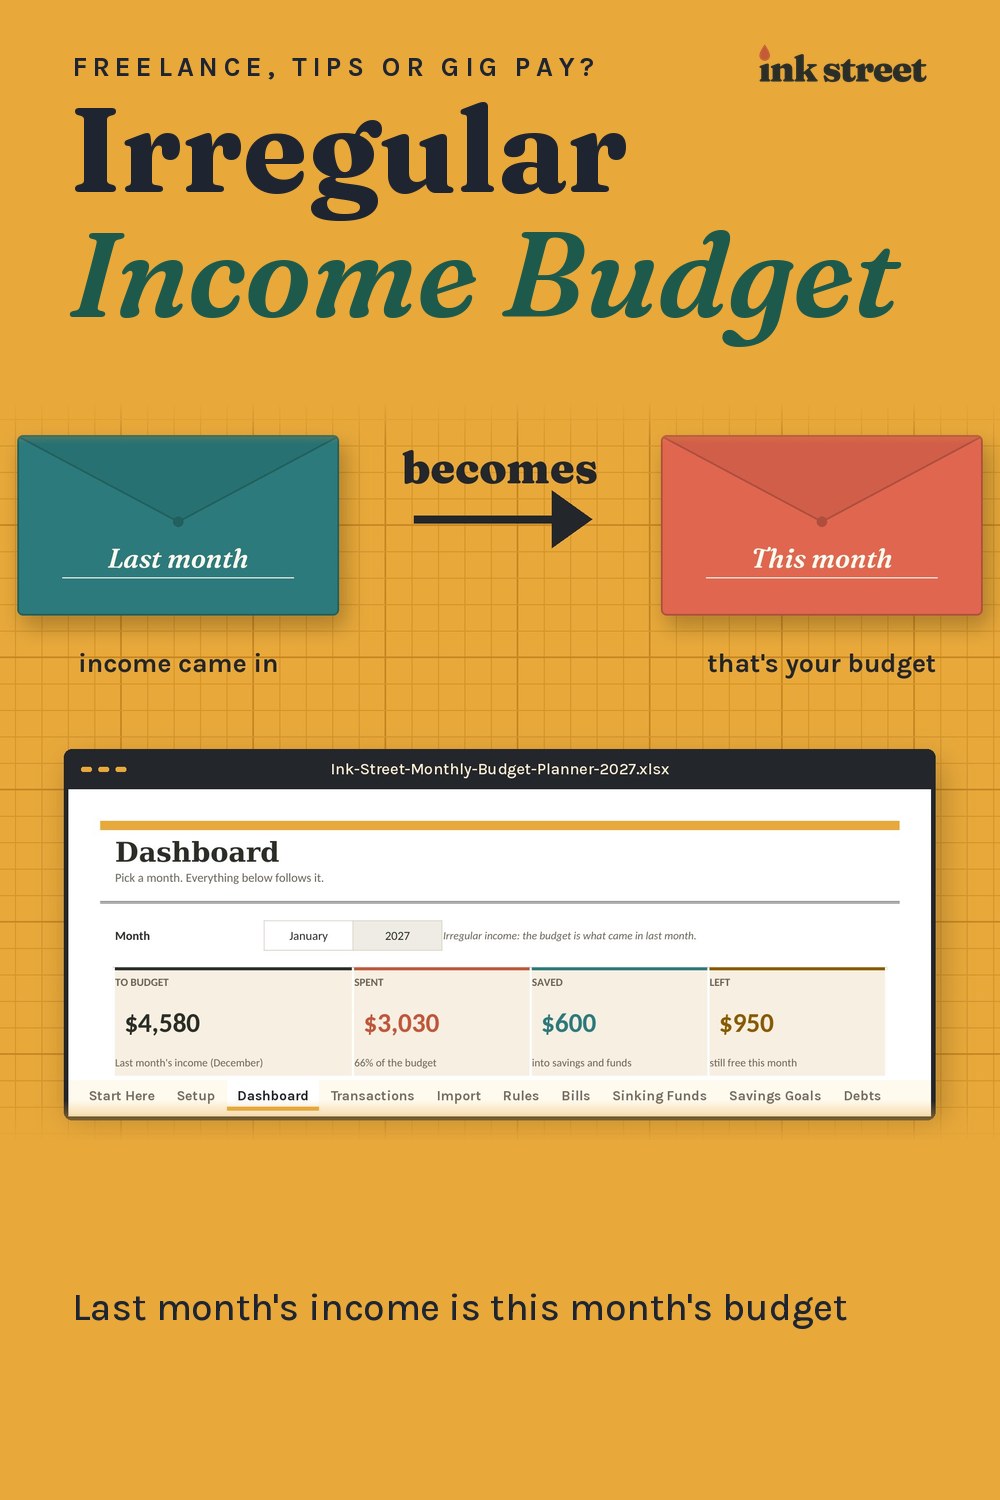 FREELANCE, TIPS OR GIG PAY?
ink street
Irregular
Income Budget
becomes
Last month
This month
income came in
that's your budget
Ink-Street-Monthly-Budget-Planner-2027.xlsx
Dashboard
Pick a month. Everything below follows it.
Month January 2027 Irregular income: the budget is what came in last month.
TO BUDGET SPENT SAVED LEFT
$4,580 $3,030 $600 $950
Last month's income (December) 66% of the budget into savings and funds still free this month
Start Here Setup Dashboard Transactions Import Rules Bills Sinking Funds Savings Goals Debts
Last month's income is this month's budget